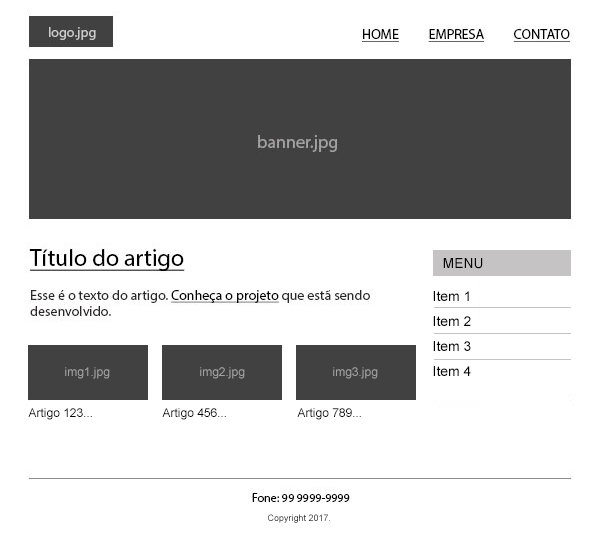 logo.jpg
HOME EMPRESA CONTATO
banner.jpg
Título do artigo
Esse é o texto do artigo. Conheça o projeto que estã sendo
desenvolvido.
img1.jpg img2.jpg img3.jpg
Artigo 123... Artigo 456... Artigo 789...
MENU
Item 1
Item 2
Item 3
Item 4
Fone: 99 9999-9999
Copyright 2017.